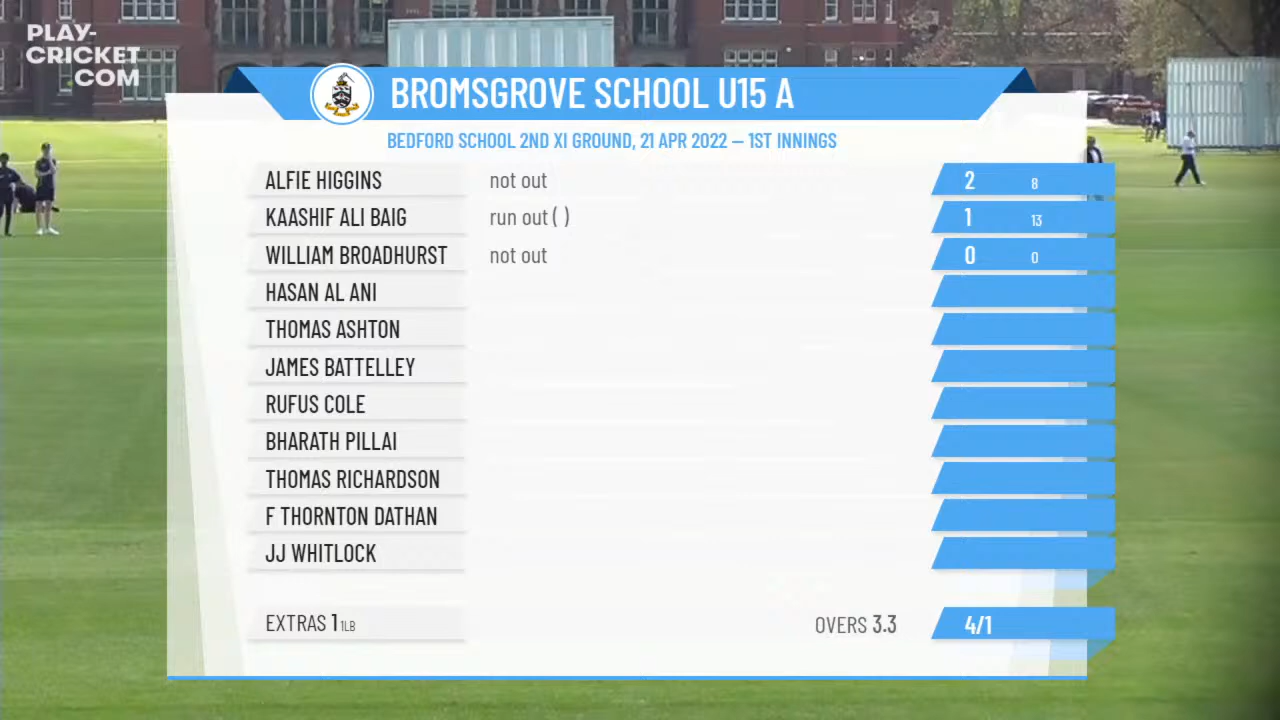 PLAY-
CRICKET
COM
BROMSGROVE SCHOOL U15 A
BEDFORD SCHOOL 2ND XI GROUND, 21 APR 2022 – 1ST INNINGS
ALFIE HIGGINS not out 2 8
KAASHIF ALI BAIG run out ( ) 1 13
WILLIAM BROADHURST not out 0 0
HASAN AL ANI
THOMAS ASHTON
JAMES BATTELLEY
RUFUS COLE
BHARATH PILLAI
THOMAS RICHARDSON
F THORNTON DATHAN
JJ WHITLOCK
EXTRAS 1 1LB OVERS 3.3 4/1